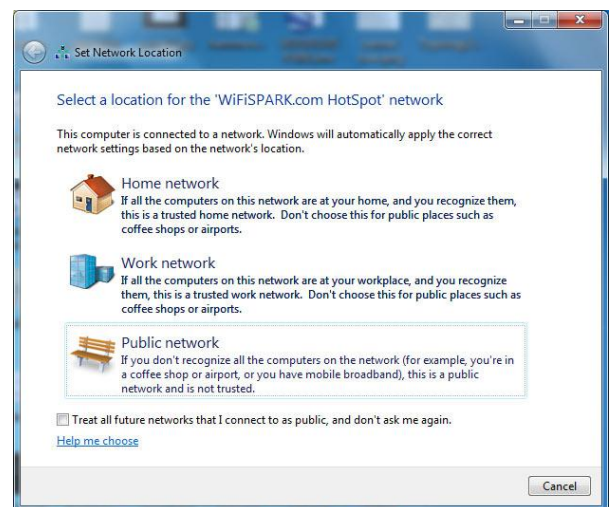 Set Network Location
Select a location for the 'WiFiSPARK.com HotSpot' network
This computer is connected to a network. Windows will automatically apply the correct
network settings based on the network's location.
Home network
If all the computers on this network are at your home, and you recognize them,
this is a trusted home network.  Don't choose this for public places such as
coffee shops or airports.
Work network
If all the computers on this network are at your workplace, and you recognize
them, this is a trusted work network.  Don't choose this for public places such as
coffee shops or airports.
Public network
If you don't recognize all the computers on the network (for example, you're in
a coffee shop or airport, or you have mobile broadband), this is a public
network and is not trusted.
Treat all future networks that I connect to as public, and don't ask me again.
Help me choose
Cancel